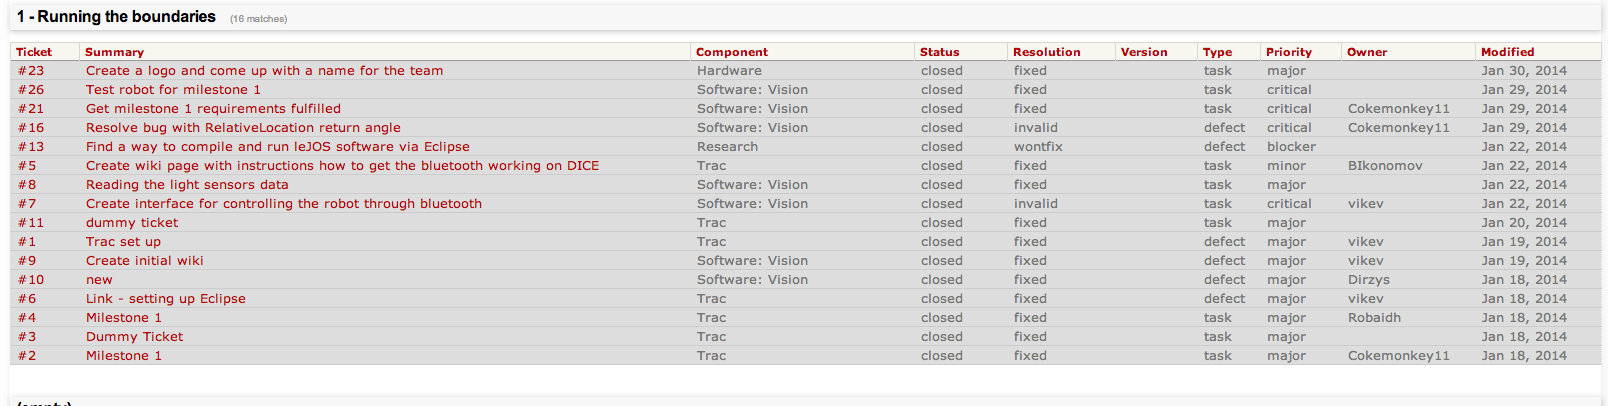 1 - Running the boundaries (16 matches)
Ticket Summary Component Status Resolution Version Type Priority Owner Modified
#23 Create a logo and come up with a name for the team Hardware closed fixed task major Jan 30, 2014
#26 Test robot for milestone 1 Software: Vision closed fixed task critical Jan 29, 2014
#21 Get milestone 1 requirements fulfilled Software: Vision closed fixed task critical Cokemonkey11 Jan 29, 2014
#16 Resolve bug with RelativeLocation return angle Software: Vision closed invalid defect critical Cokemonkey11 Jan 29, 2014
#13 Find a way to compile and run leJOS software via Eclipse Research closed wontfix defect blocker Jan 22, 2014
#5 Create wiki page with instructions how to get the bluetooth working on DICE Trac closed fixed task minor BIkonomov Jan 22, 2014
#8 Reading the light sensors data Software: Vision closed fixed task major Jan 22, 2014
#7 Create interface for controlling the robot through bluetooth Software: Vision closed invalid task critical vikev Jan 22, 2014
#11 dummy ticket Trac closed fixed task major Jan 20, 2014
#1 Trac set up Trac closed fixed defect major vikev Jan 19, 2014
#9 Create initial wiki Software: Vision closed fixed defect major vikev Jan 19, 2014
#10 new Software: Vision closed fixed defect major Dirzys Jan 18, 2014
#6 Link - setting up Eclipse Trac closed fixed defect major vikev Jan 18, 2014
#4 Milestone 1 Trac closed fixed task major Robaidh Jan 18, 2014
#3 Dummy Ticket Trac closed fixed task major Jan 18, 2014
#2 Milestone 1 Trac closed fixed task major Cokemonkey11 Jan 18, 2014